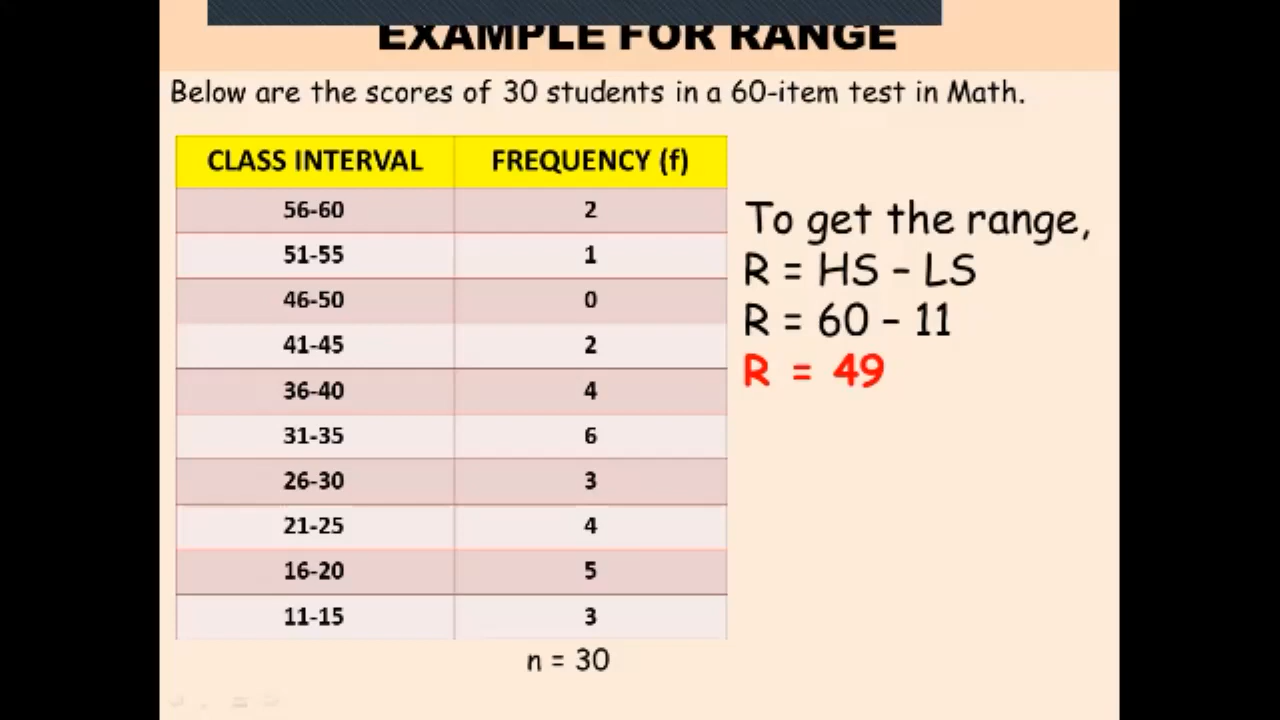 EXAMPLE FOR RANGE
Below are the scores of 30 students in a 60-item test in Math.
CLASS INTERVAL FREQUENCY (f)
56-60 2
51-55 1
46-50 0
41-45 2
36-40 4
31-35 6
26-30 3
21-25 4
16-20 5
11-15 3
n = 30
To get the range,
R = HS – LS
R = 60 – 11
R = 49